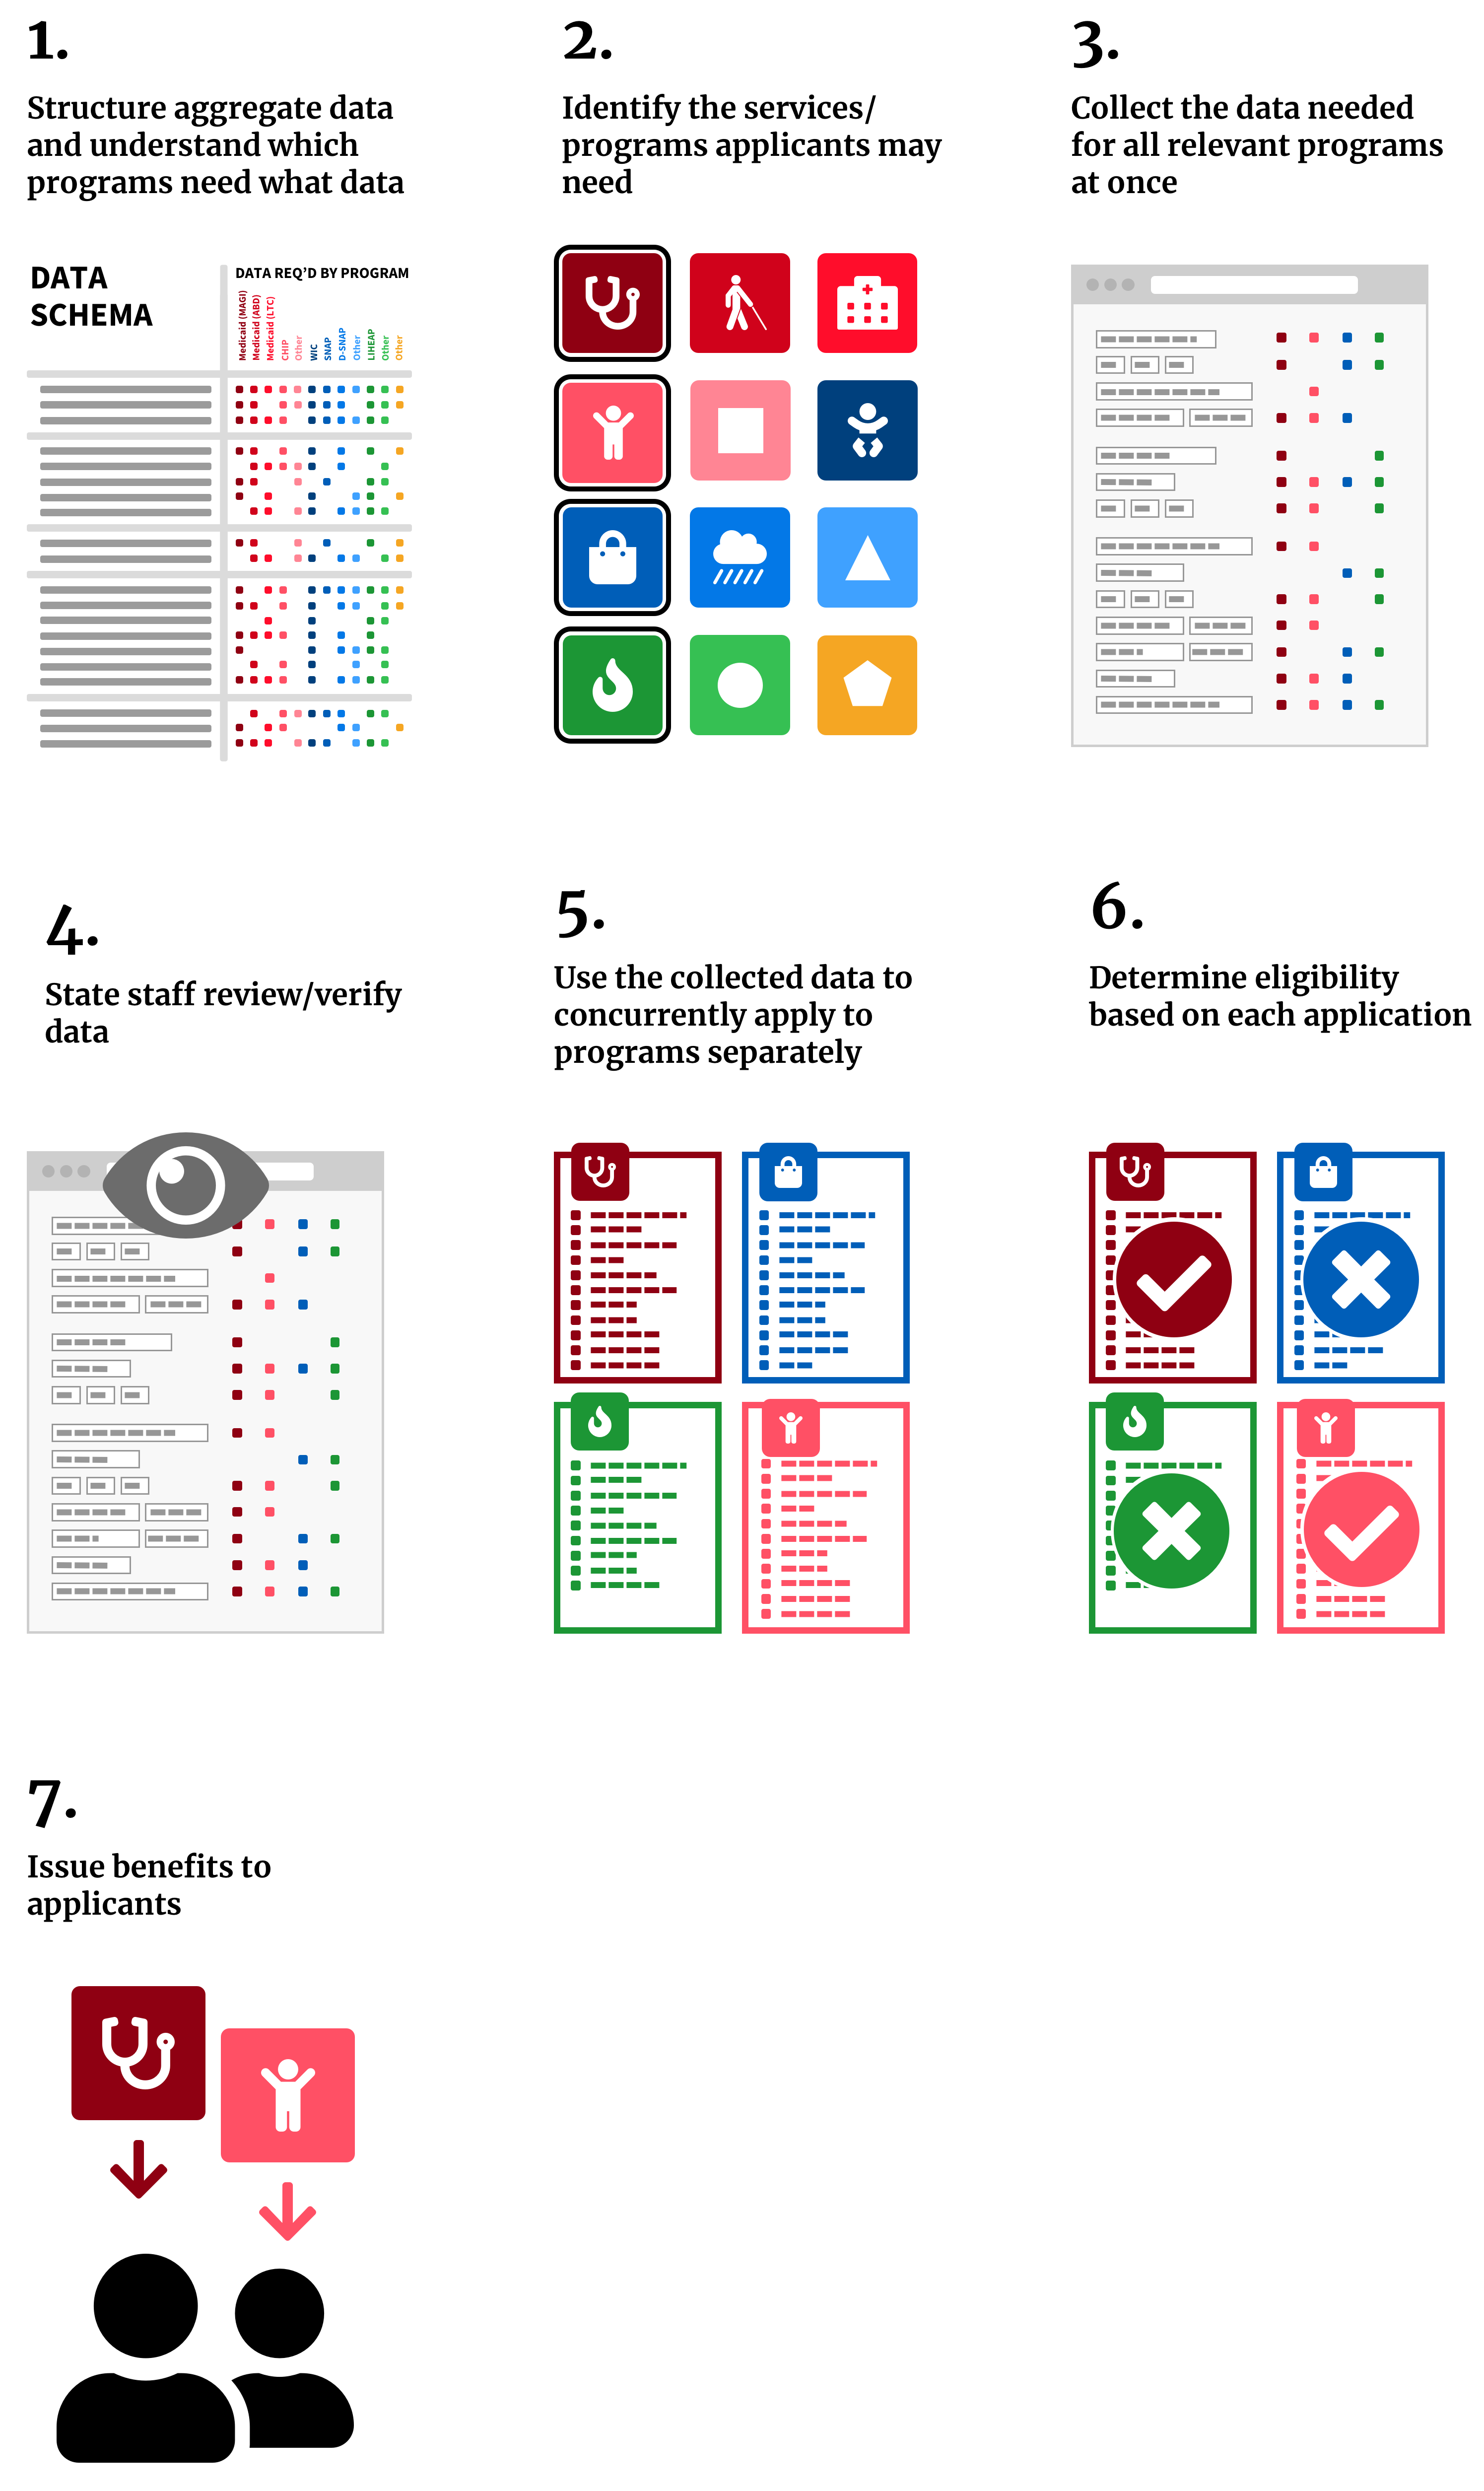 1.
Structure aggregate data
and understand which
programs need what data
DATA
SCHEMA
DATA REQ’D BY PROGRAM
Medicaid (MAGI)
Medicaid (ABD)
Medicaid (LTC)
CHIP
Other
WIC
SNAP
D-SNAP
Other
LIHEAP
Other
Other
2.
Identify the services/
programs applicants may
need
3.
Collect the data needed
for all relevant programs
at once
4.
State staff review/verify
data
5.
Use the collected data to
concurrently apply to
programs separately
6.
Determine eligibility
based on each application
7.
Issue benefits to
applicants